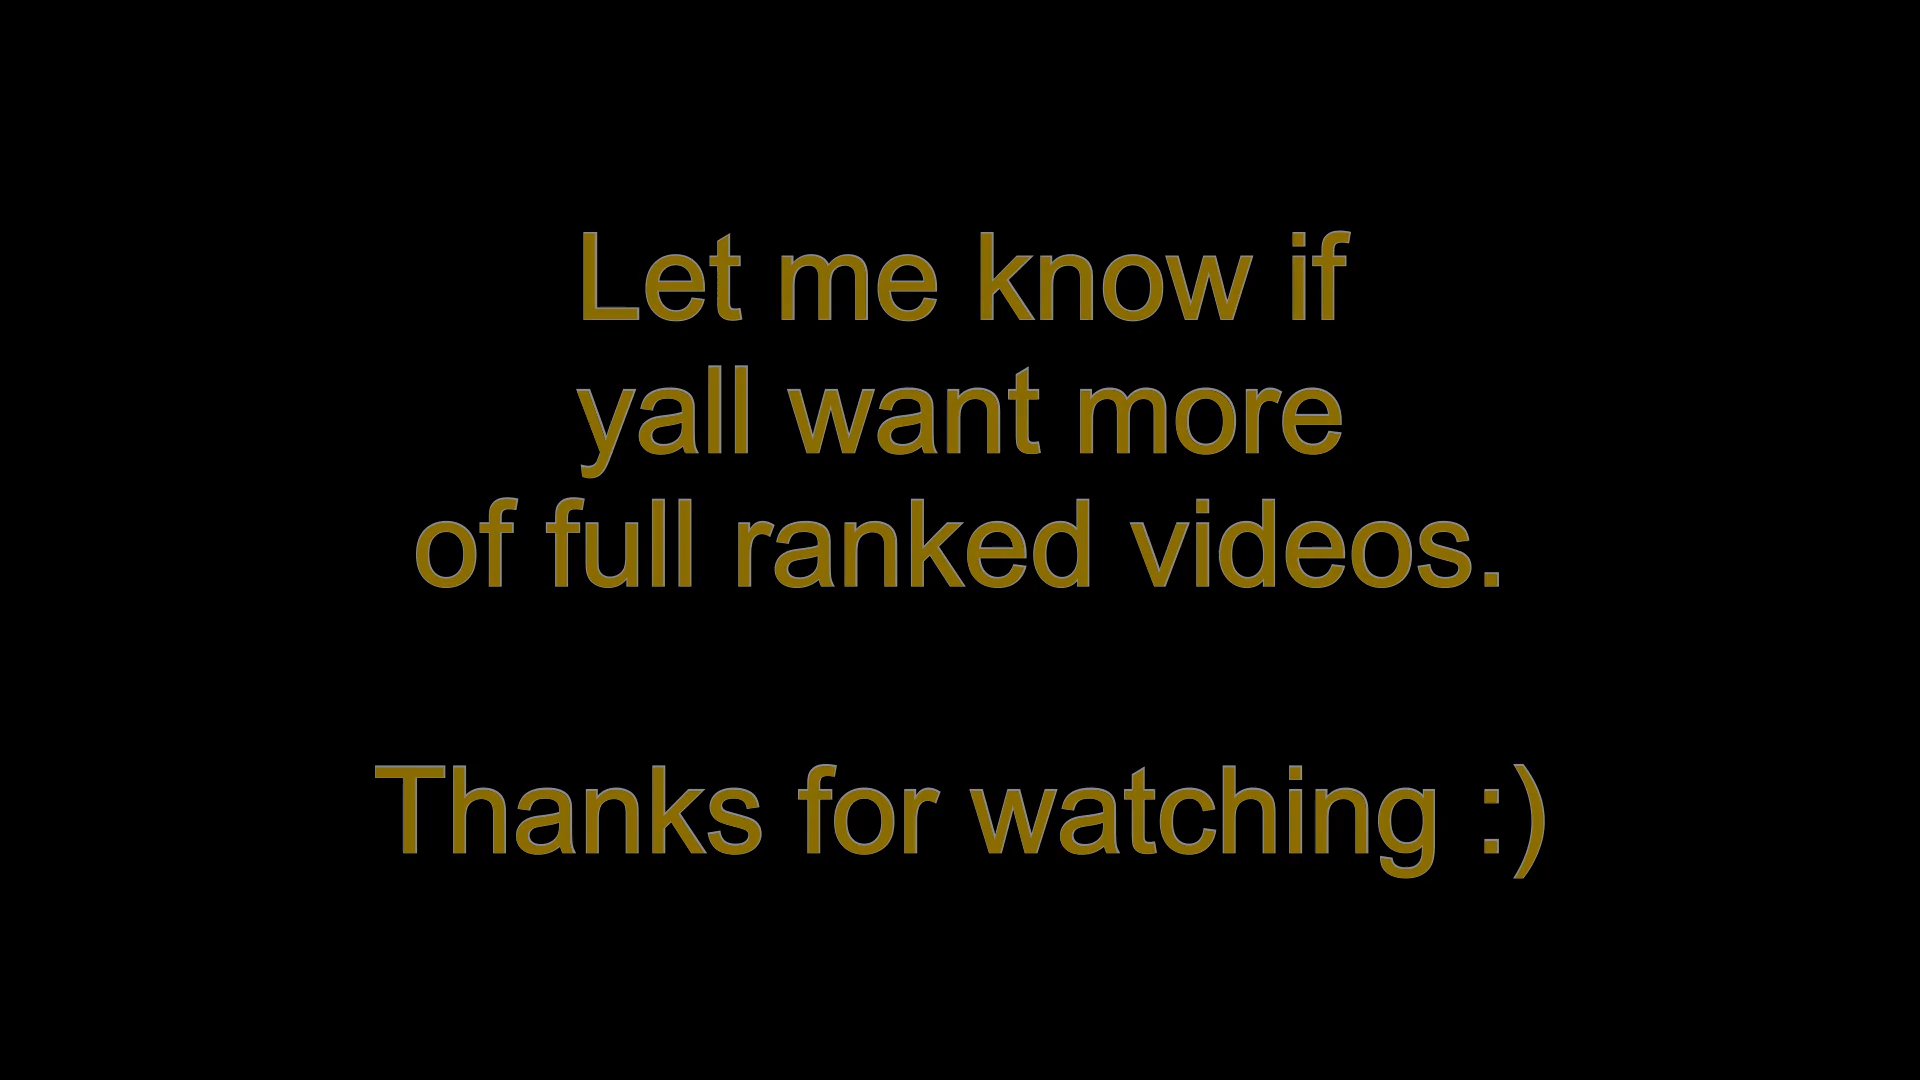 Let me know if
yall want more
of full ranked videos.
Thanks for watching :)